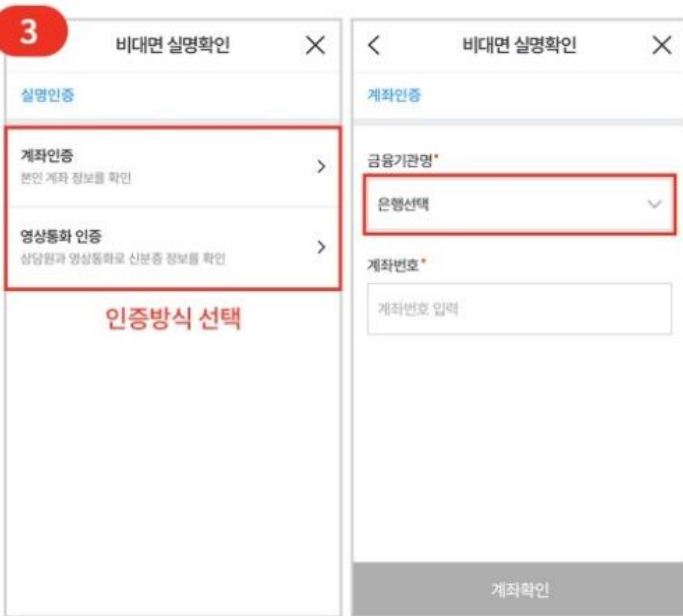 3
비대면 실명확인
실명인증
계좌인증
본인 계좌 정보를 확인
영상통화 인증
상담원과 영상통화로 신분증 정보를 확인
인증방식 선택
비대면 실명확인
계좌인증
금융기관명*
은행선택
계좌번호*
계좌번호 입력
계좌확인